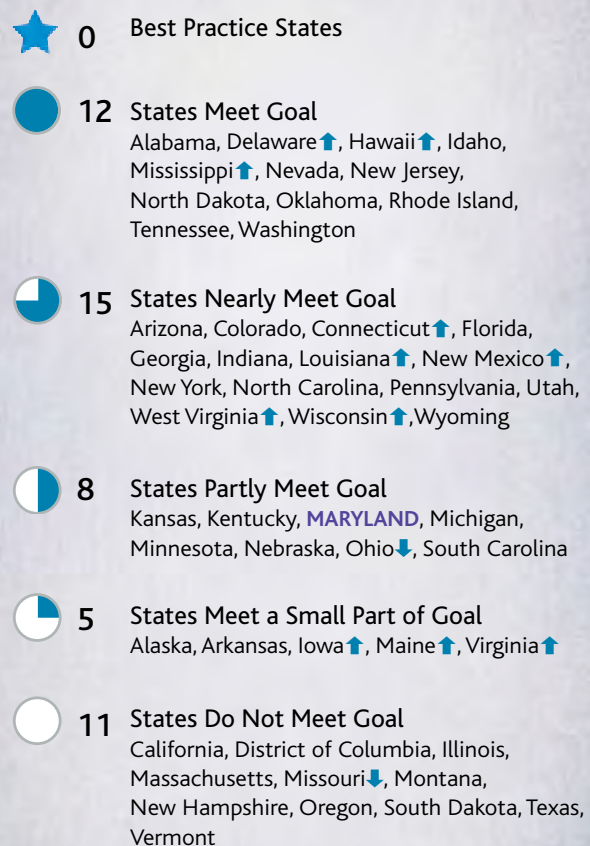 0 Best Practice States
12 States Meet Goal
Alabama, Delaware⬆, Hawaii⬆, Idaho,
Mississippi⬆, Nevada, New Jersey,
North Dakota, Oklahoma, Rhode Island,
Tennessee, Washington
15 States Nearly Meet Goal
Arizona, Colorado, Connecticut⬆, Florida,
Georgia, Indiana, Louisiana⬆, New Mexico⬆,
New York, North Carolina, Pennsylvania, Utah,
West Virginia⬆, Wisconsin⬆,Wyoming
8 States Partly Meet Goal
Kansas, Kentucky, MARYLAND, Michigan,
Minnesota, Nebraska, Ohio⬇, South Carolina
5 States Meet a Small Part of Goal
Alaska, Arkansas, Iowa⬆, Maine⬆, Virginia⬆
11 States Do Not Meet Goal
California, District of Columbia, Illinois,
Massachusetts, Missouri⬇, Montana,
New Hampshire, Oregon, South Dakota, Texas,
Vermont